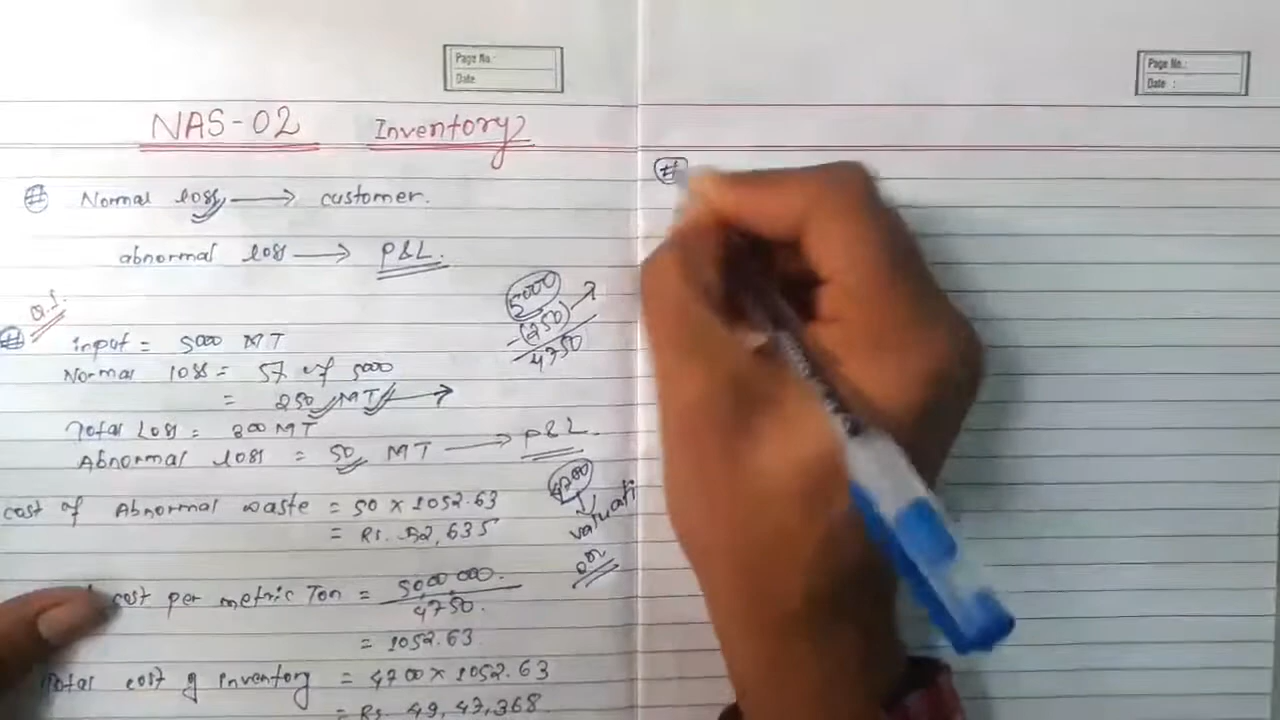 Page No.:
Date
NAS-02 Inventory
# Normal loss → customer.
abnormal loss → P&L.
Q.1.
5000
- (250)
4750
# input = 5000 MT
Normal loss = 5% of 5000
= 250 MT →
Total Loss = 300 MT
Abnormal loss = 50 MT → P&L.
4700
valuati
on
cost of Abnormal waste = 50 × 1052.63
= Rs. 52,635
cost per metric Ton = 50,00,000.
4750.
= 1052.63
Total cost of inventory = 4700 × 1052.63
= Rs. 49,47,368
Page No.:
Date :
#